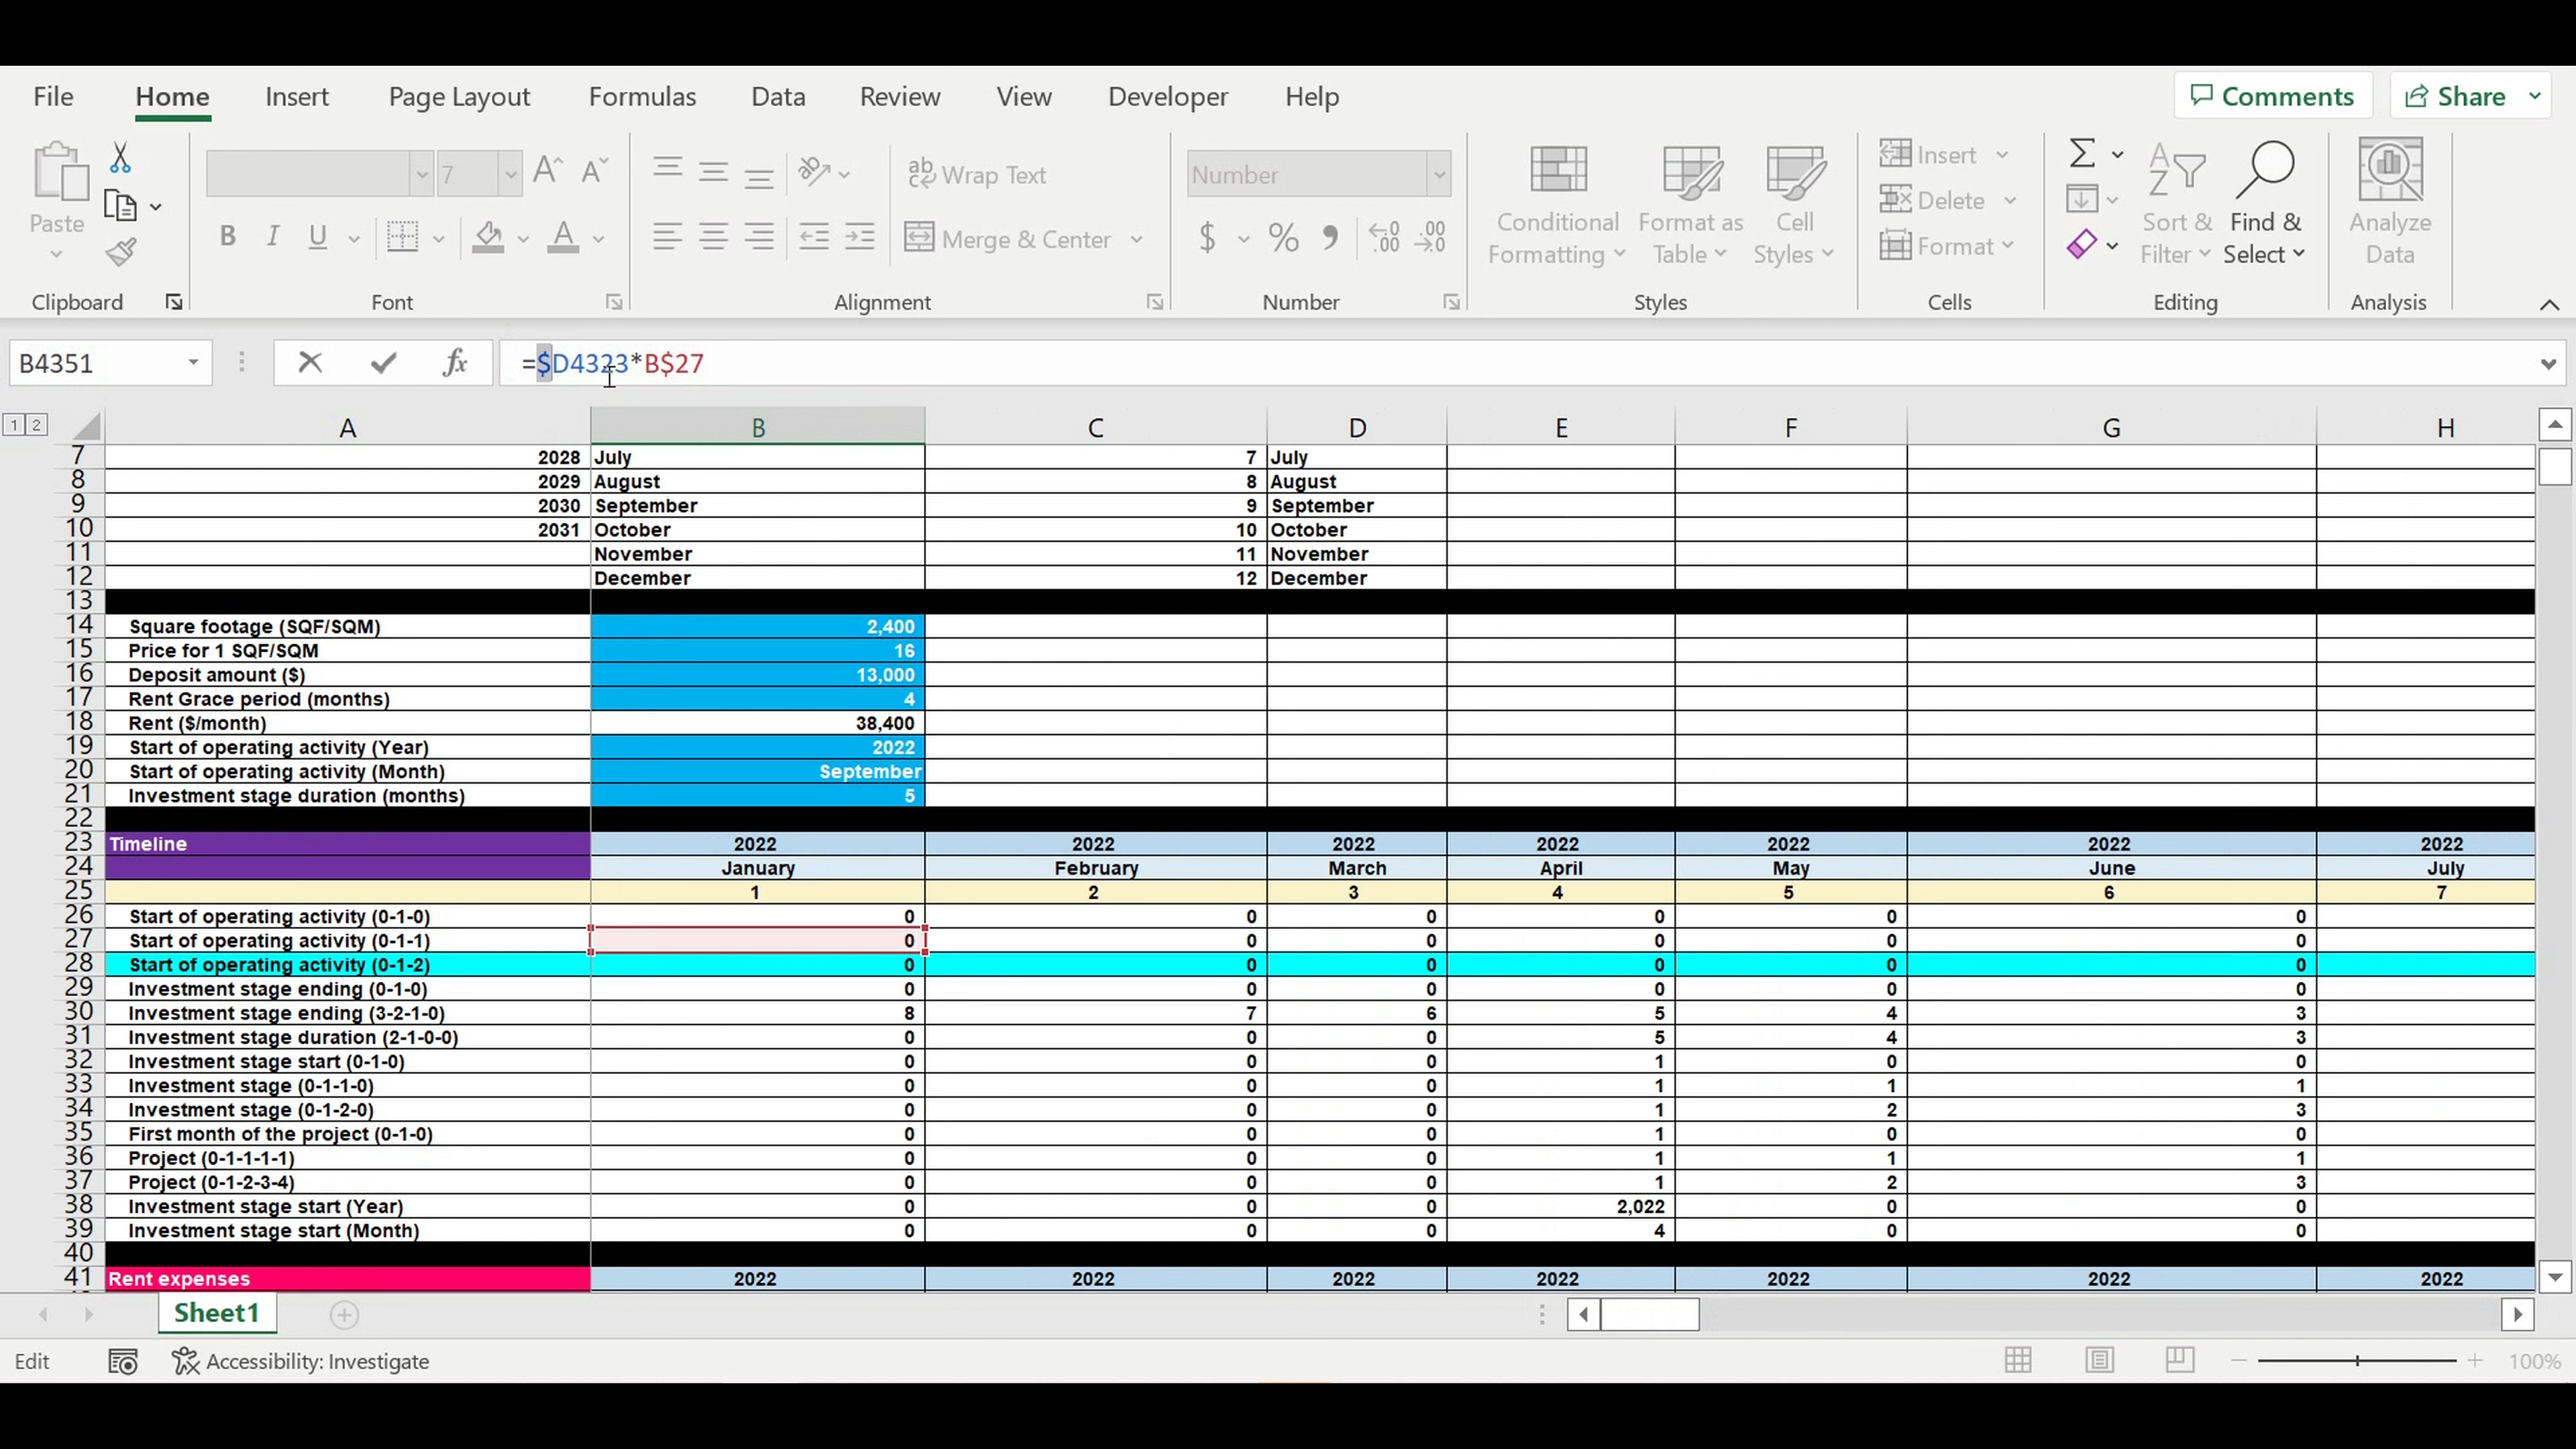 File Home Insert Page Layout Formulas Data Review View Developer Help Comments Share
Paste
Clipboard
7
B I U
Font
ab
Wrap Text
Merge & Center
Alignment
Number
$ % ,
Number
Conditional Formatting
Format as Table
Cell Styles
Styles
Insert
Delete
Format
Cells
Sort & Filter
Find & Select
Editing
Analyze Data
Analysis
B4351 fx =$D4323*B$27
1 2
A B C D E F G H
7 2028 July 7 July
8 2029 August 8 August
9 2030 September 9 September
10 2031 October 10 October
11 November 11 November
12 December 12 December
13
14 Square footage (SQF/SQM) 2,400
15 Price for 1 SQF/SQM 16
16 Deposit amount ($) 13,000
17 Rent Grace period (months) 4
18 Rent ($/month) 38,400
19 Start of operating activity (Year) 2022
20 Start of operating activity (Month) September
21 Investment stage duration (months) 5
22
23 Timeline 2022 2022 2022 2022 2022 2022 2022
24 January February March April May June July
25 1 2 3 4 5 6 7
26 Start of operating activity (0-1-0) 0 0 0 0 0 0
27 Start of operating activity (0-1-1) 0 0 0 0 0 0
28 Start of operating activity (0-1-2) 0 0 0 0 0 0
29 Investment stage ending (0-1-0) 0 0 0 0 0 0
30 Investment stage ending (3-2-1-0) 8 7 6 5 4 3
31 Investment stage duration (2-1-0-0) 0 0 0 5 4 3
32 Investment stage start (0-1-0) 0 0 0 1 0 0
33 Investment stage (0-1-1-0) 0 0 0 1 1 1
34 Investment stage (0-1-2-0) 0 0 0 1 2 3
35 First month of the project (0-1-0) 0 0 0 1 0 0
36 Project (0-1-1-1-1) 0 0 0 1 1 1
37 Project (0-1-2-3-4) 0 0 0 1 2 3
38 Investment stage start (Year) 0 0 0 2,022 0 0
39 Investment stage start (Month) 0 0 0 4 0 0
40
41 Rent expenses 2022 2022 2022 2022 2022 2022 2022
Sheet1
Edit Accessibility: Investigate 100%